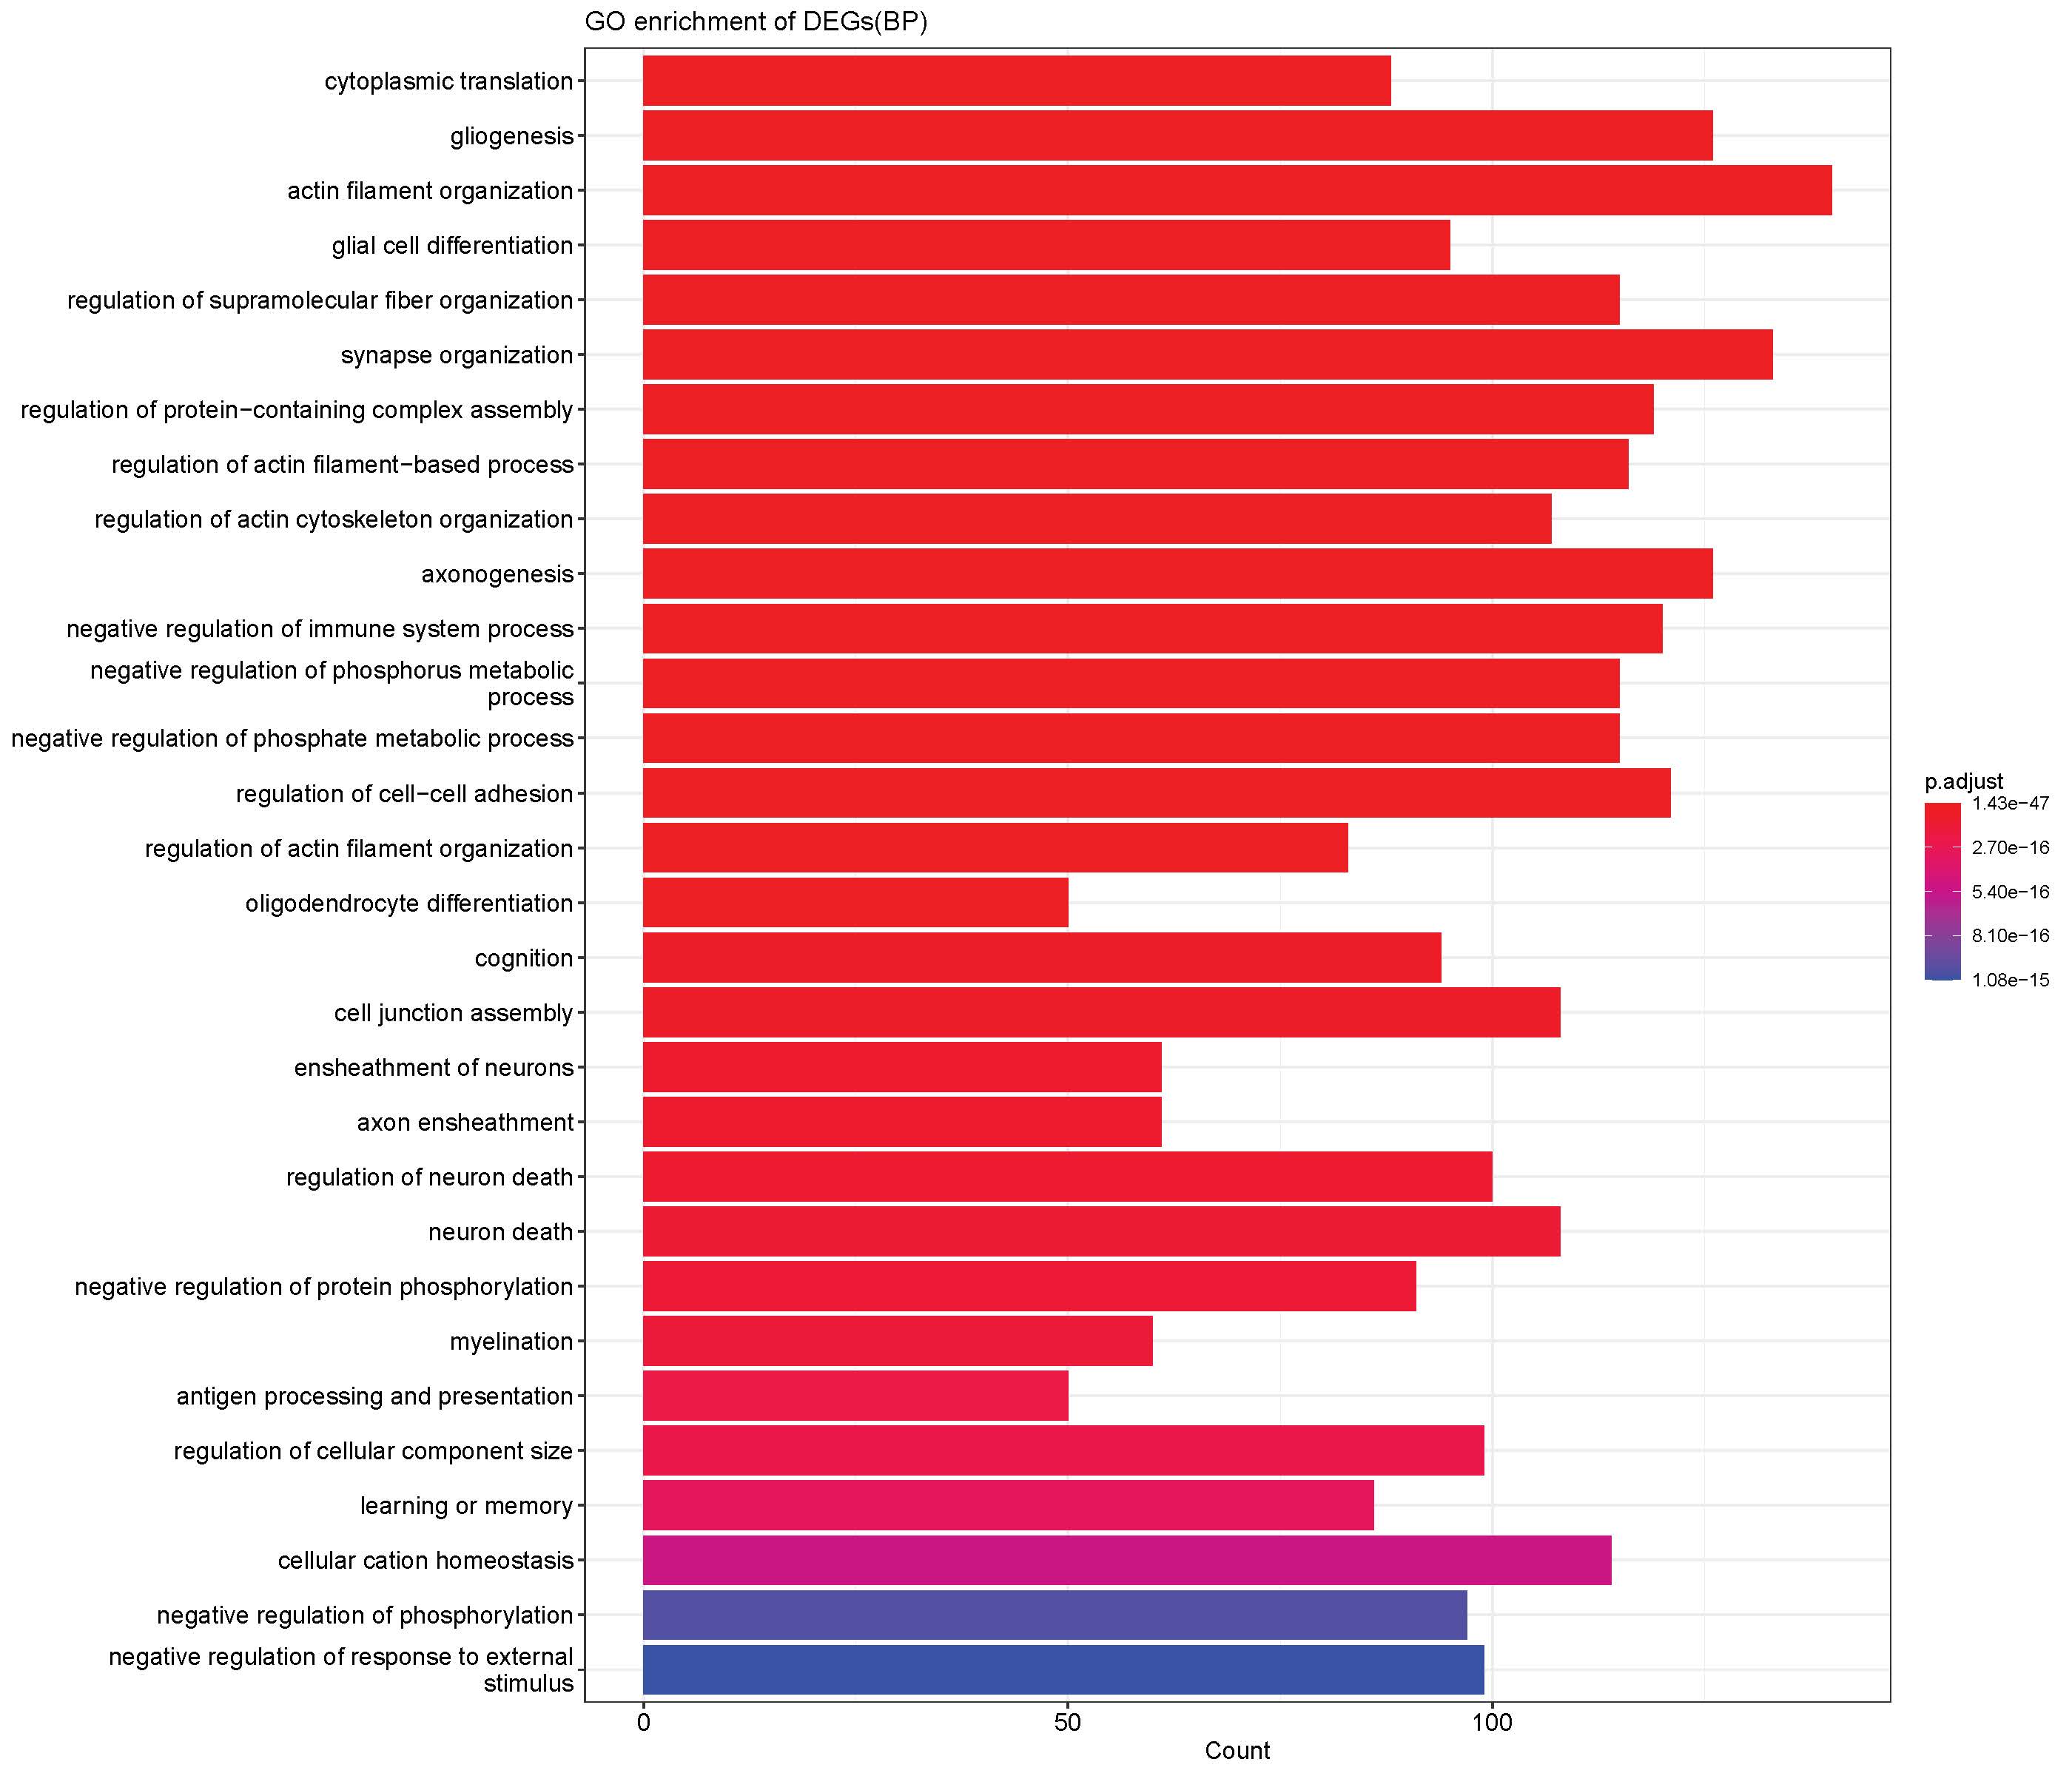 GO enrichment of DEGs(BP)
cytoplasmic translation
gliogenesis
actin filament organization
glial cell differentiation
regulation of supramolecular fiber organization
synapse organization
regulation of protein−containing complex assembly
regulation of actin filament−based process
regulation of actin cytoskeleton organization
axonogenesis
negative regulation of immune system process
negative regulation of phosphorus metabolic
process
negative regulation of phosphate metabolic process
regulation of cell−cell adhesion
regulation of actin filament organization
oligodendrocyte differentiation
cognition
cell junction assembly
ensheathment of neurons
axon ensheathment
regulation of neuron death
neuron death
negative regulation of protein phosphorylation
myelination
antigen processing and presentation
regulation of cellular component size
learning or memory
cellular cation homeostasis
negative regulation of phosphorylation
negative regulation of response to external
stimulus
0 50 100
Count
p.adjust
1.43e−47
2.70e−16
5.40e−16
8.10e−16
1.08e−15